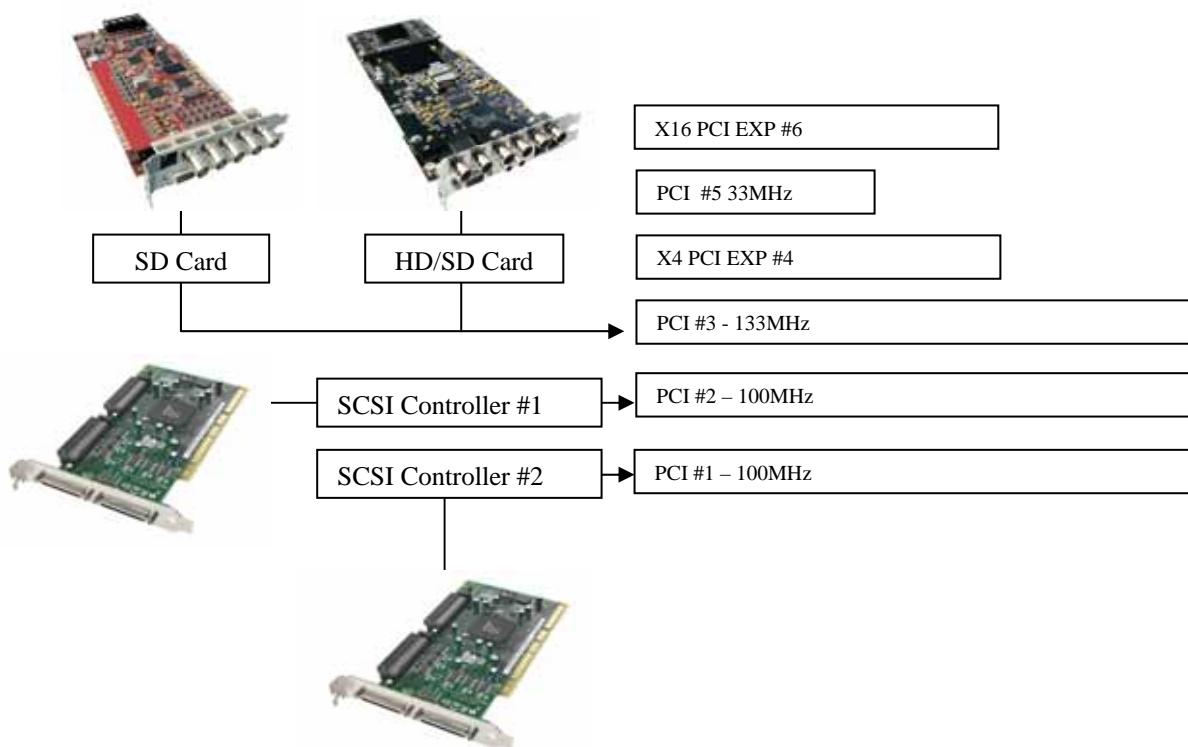 X16 PCI EXP #6
PCI #5 33MHz
SD Card
HD/SD Card
X4 PCI EXP #4
PCI #3 - 133MHz
SCSI Controller #1
PCI #2 – 100MHz
SCSI Controller #2
PCI #1 – 100MHz